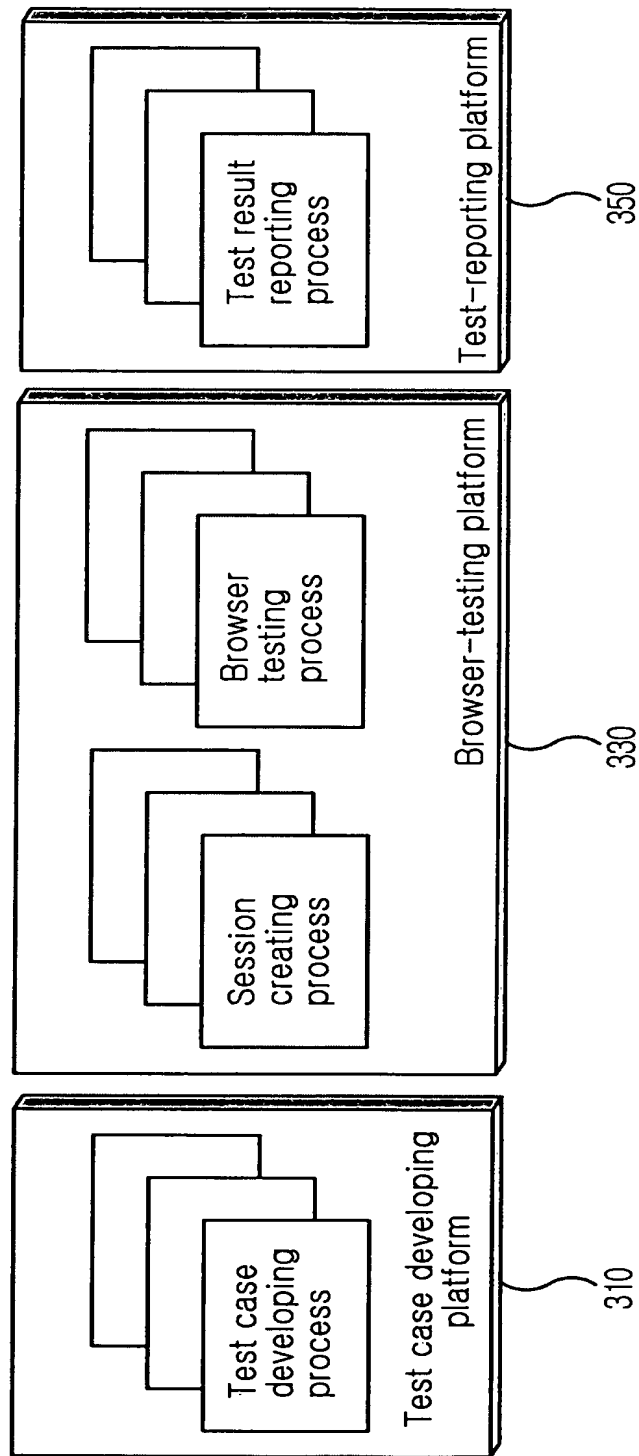 Test case
developing
process
Test case developing
platform
310
Session
creating
process
Browser
testing
process
Browser-testing platform
330
Test result
reporting
process
Test-reporting platform
350